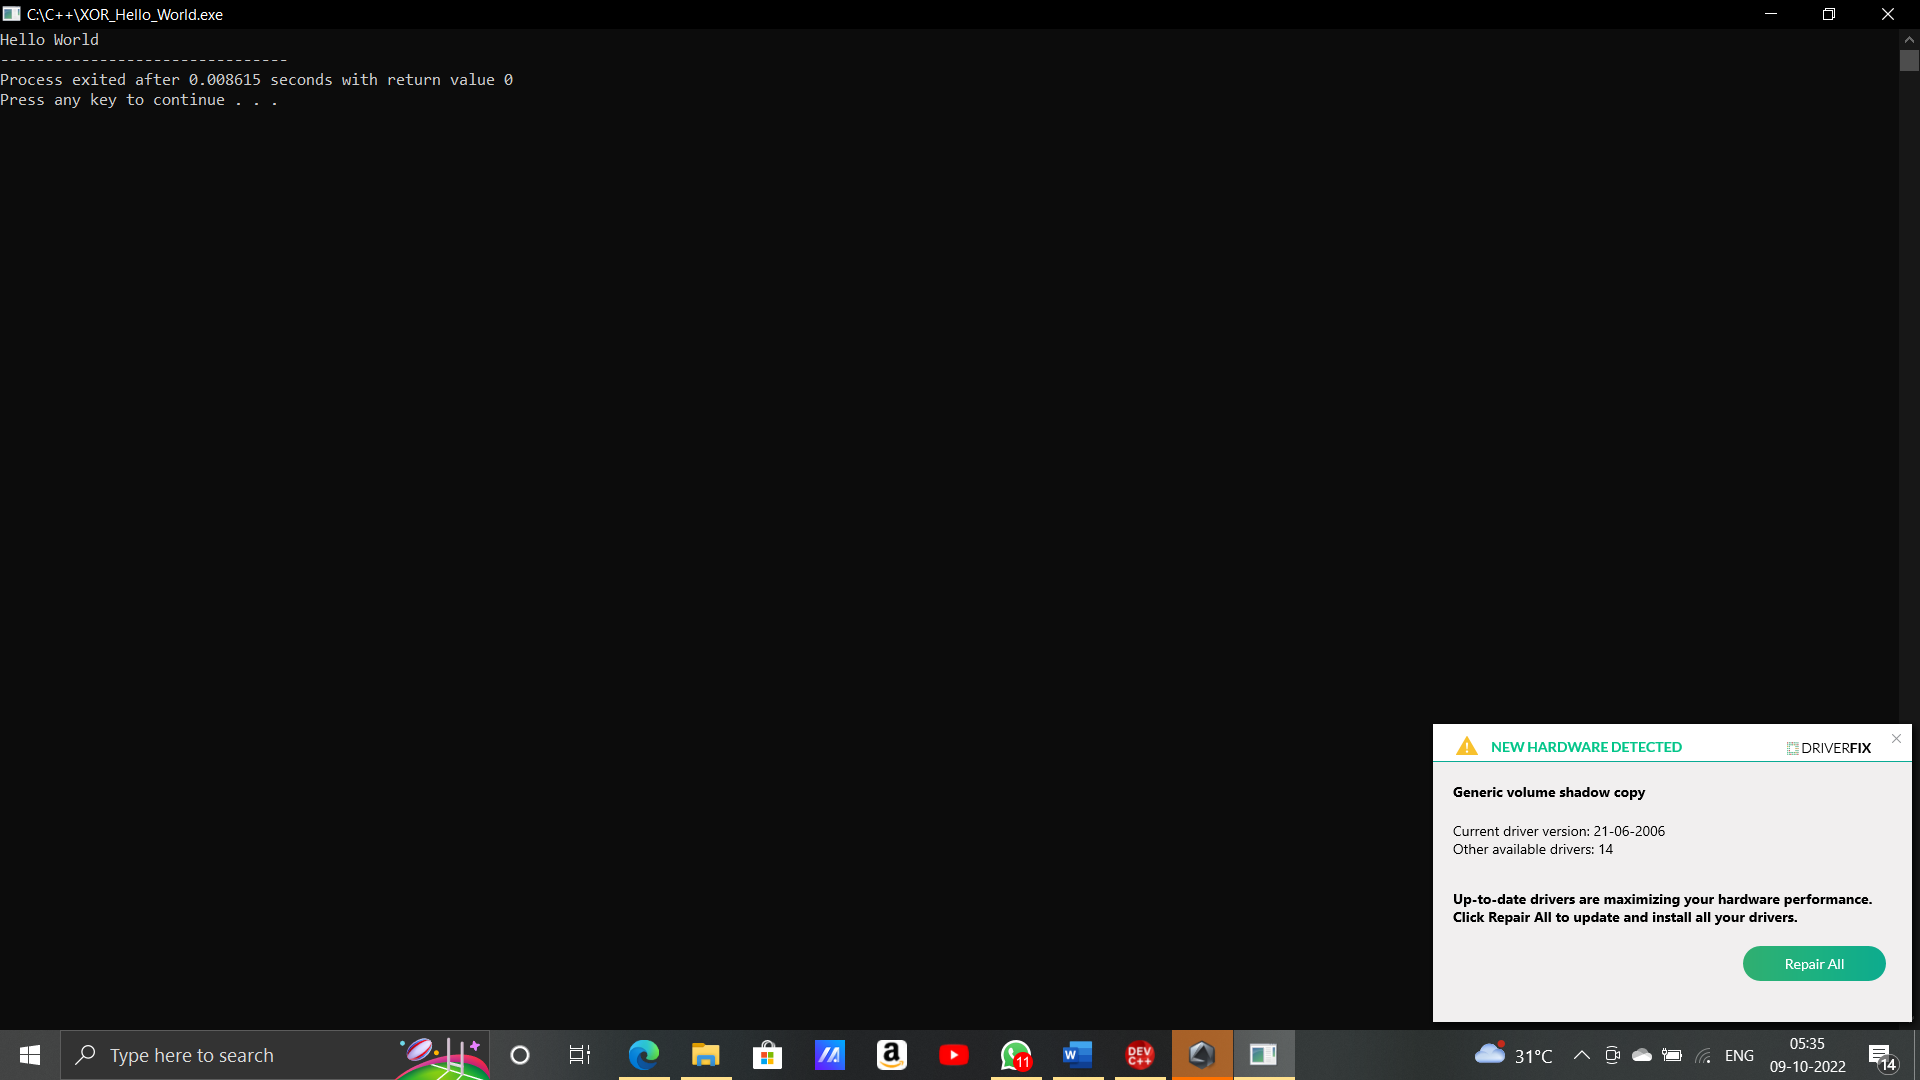 C:\C++\XOR_Hello_World.exe
Hello World
--------------------------------
Process exited after 0.008615 seconds with return value 0
Press any key to continue . . .
NEW HARDWARE DETECTED
DRIVERFIX
Generic volume shadow copy
Current driver version: 21-06-2006
Other available drivers: 14
Up-to-date drivers are maximizing your hardware performance.
Click Repair All to update and install all your drivers.
Repair All
Type here to search
a
11
W
DEV
C++
31°C
ENG
05:35
09-10-2022
14